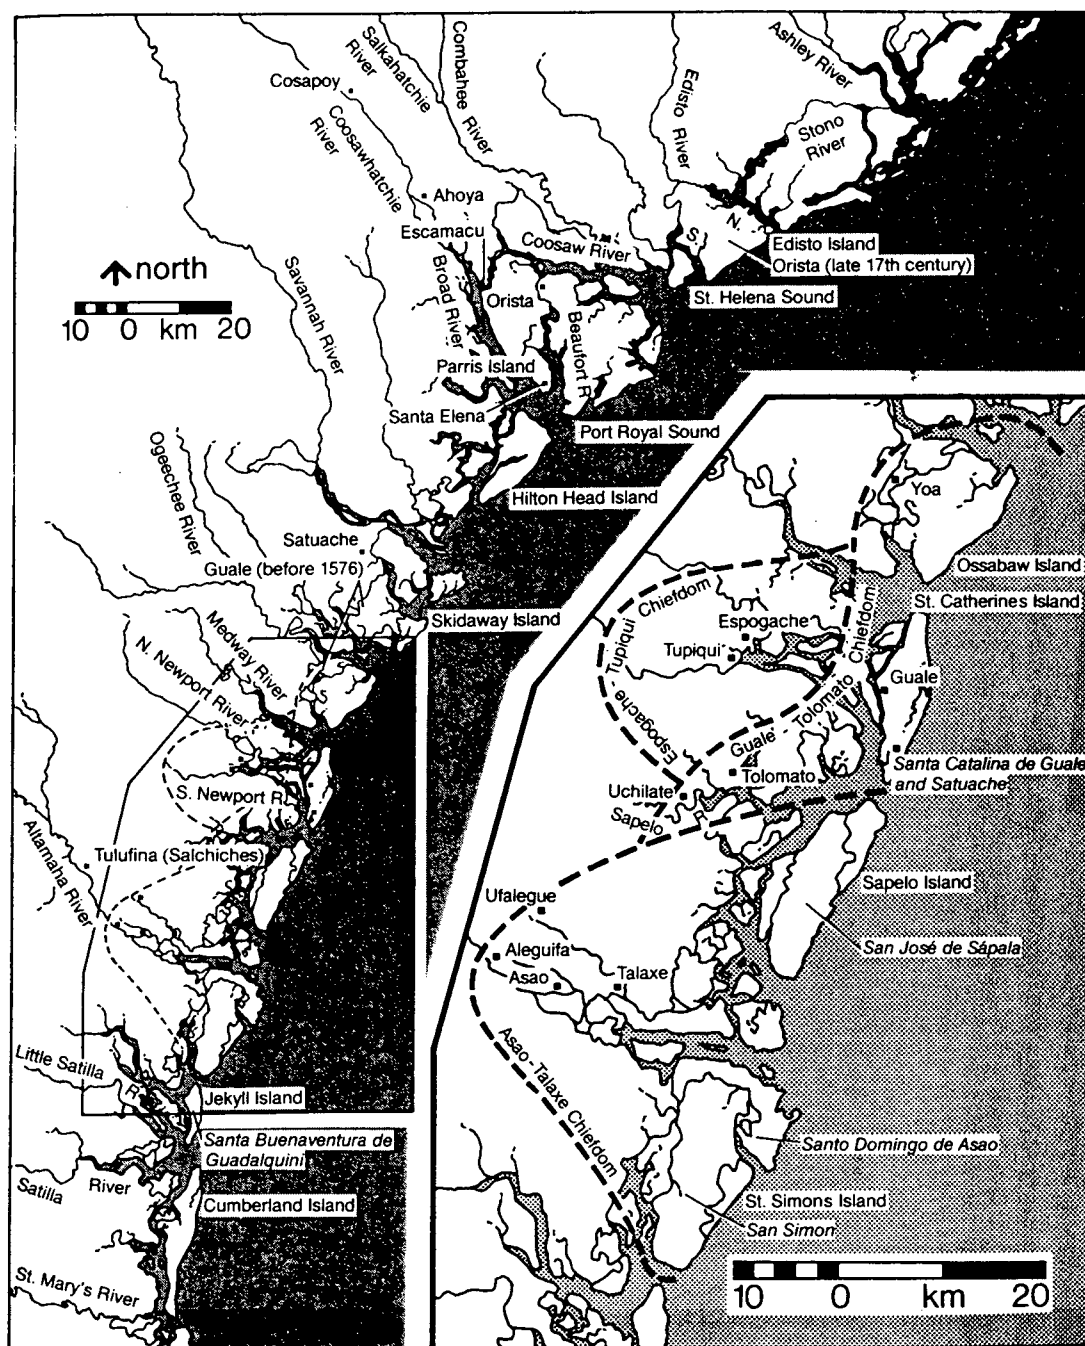 Ashley River
Salkahatchie
River
Combahee River
Cosapoy
Edisto River
Stono
River
Coosawhatchie
River
Ahoya
Escamacu
N.
S.
Coosaw River
Edisto Island
Orista (late 17th century)
north
Broad River
Orista
St. Helena Sound
Savannah River
10 0 km 20
Beaufort R.
Parris Island
Santa Elena
Port Royal Sound
Ogeechee River
Hilton Head Island
Satuache
Guale (before 1576)
Skidaway Island
Medway River
N. Newport River
S. Newport R.
Altamaha River
Tulufina (Salchiches)
Little Satilla
R.
Jekyll Island
Santa Buenaventura de
Guadalquini
Satilla
River
Cumberland Island
St. Mary's River
Yoa
Ossabaw Island
Tupiqui Chiefdom
St. Catherines Island
Espogache
Tupiqui
Chiefdom
Guale
Espogache
Guale
Tolomato
Tolomato
Santa Catalina de Guale
and Satuache
Uchilate
Sapelo
Sapelo Island
Ufalegue
San José de Sápala
Aleguifa
Asao
Talaxe
Asao-Talaxe Chiefdom
Santo Domingo de Asao
St. Simons Island
San Simon
10 0 km 20